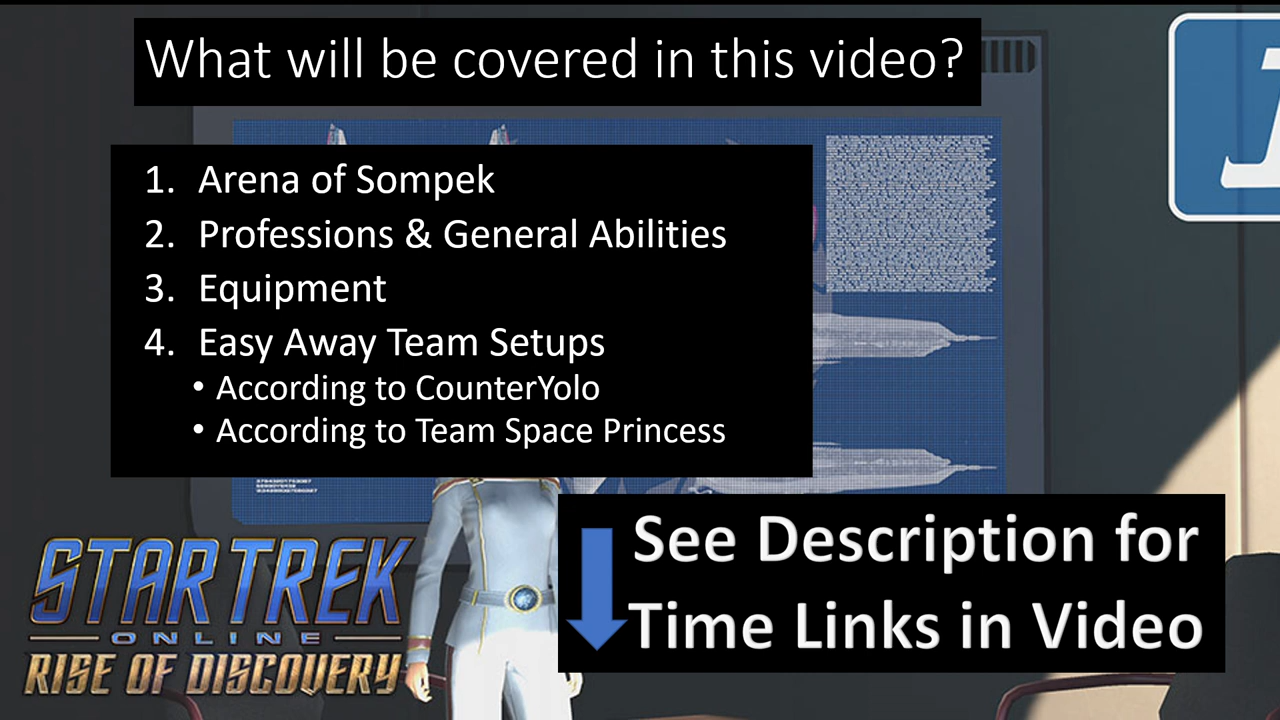 What will be covered in this video?
1. Arena of Sompek
2. Professions & General Abilities
3. Equipment
4. Easy Away Team Setups
• According to CounterYolo
• According to Team Space Princess
See Description for
Time Links in Video
STAR TREK
ONLINE
RISE OF DISCOVERY